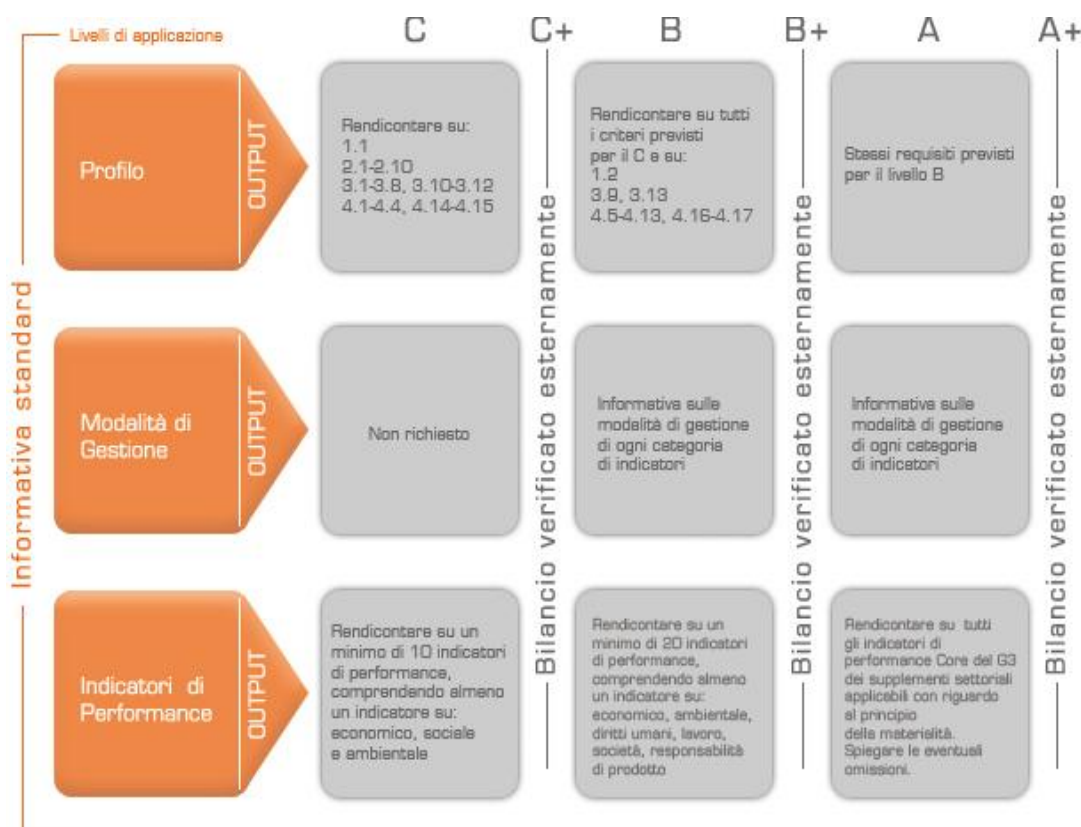 Livelli di applicazione
C
C+
B
B+
A
A+
Informativa standard
Profilo
OUTPUT
Rendicontare su:
1.1
2.1-2.10
3.1-3.8, 3.10-3.12
4.1-4.4, 4.14-4.15
Rendicontare su tutti
i criteri previsti
per il C e su:
1.2
3.9, 3.13
4.5-4.13, 4.16-4.17
Stessi requisiti previsti
per il livello B
Modalità di
Gestione
OUTPUT
Non richiesto
Informativa sulle
modalità di gestione
di ogni categoria
di indicatori
Informativa sulle
modalità di gestione
di ogni categoria
di indicatori
Indicatori di
Performance
OUTPUT
Rendicontare su un
minimo di 10 indicatori
di performance,
comprendendo almeno
un indicatore su:
economico, sociale
e ambientale
Rendicontare su un
minimo di 20 indicatori
di performance,
comprendendo almeno
un indicatore su:
economico, ambientale,
diritti umani, lavoro,
società, responsabilità
di prodotto
Rendicontare su tutti
gli indicatori di
performance Core del G3
dei supplementi settoriali
applicabili con riguardo
al principio
della materialità.
Spiegare le eventuali
omissioni.
Bilancio verificato esternamente
Bilancio verificato esternamente
Bilancio verificato esternamente